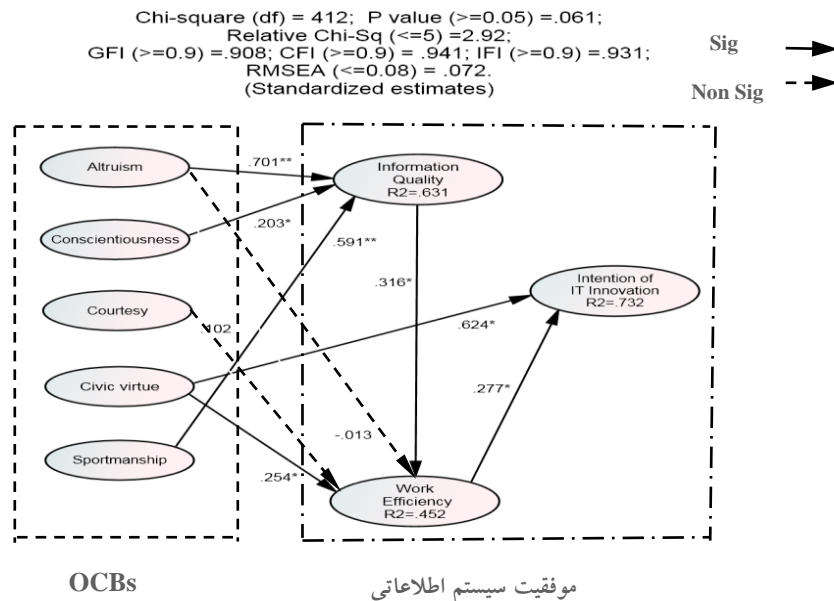 Chi-square (df) = 412; P value (>=0.05) =.061;
Relative Chi-Sq (<=5) =2.92;
GFI (>=0.9) =.908; CFI (>=0.9) = .941; IFI (>=0.9) =.931;
RMSEA (<=0.08) = .072.
(Standardized estimates)
Sig
Non Sig
Altruism
.701**
Information
Quality
R2=.631
Conscientiousness
.203*
.591**
.316*
Intention of
IT Innovation
R2=.732
Courtesy
.102
.624*
Civic virtue
.277*
-.013
Sportmanship
.254*
Work
Efficiency
R2=.452
OCBs
موفقیت سیستم اطلاعاتی